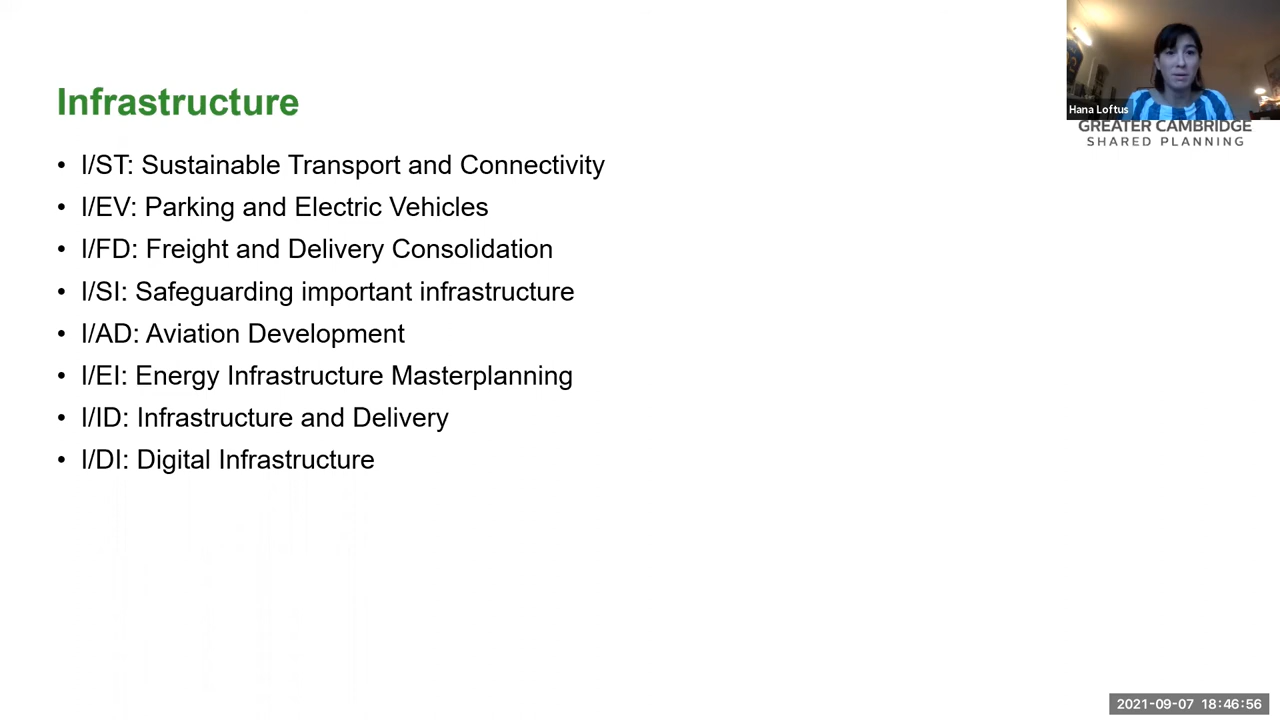 Infrastructure
• I/ST: Sustainable Transport and Connectivity
• I/EV: Parking and Electric Vehicles
• I/FD: Freight and Delivery Consolidation
• I/SI: Safeguarding important infrastructure
• I/AD: Aviation Development
• I/EI: Energy Infrastructure Masterplanning
• I/ID: Infrastructure and Delivery
• I/DI: Digital Infrastructure
Hana Loftus
GREATER CAMBRIDGE
SHARED PLANNING
2021-09-07 18:46:56